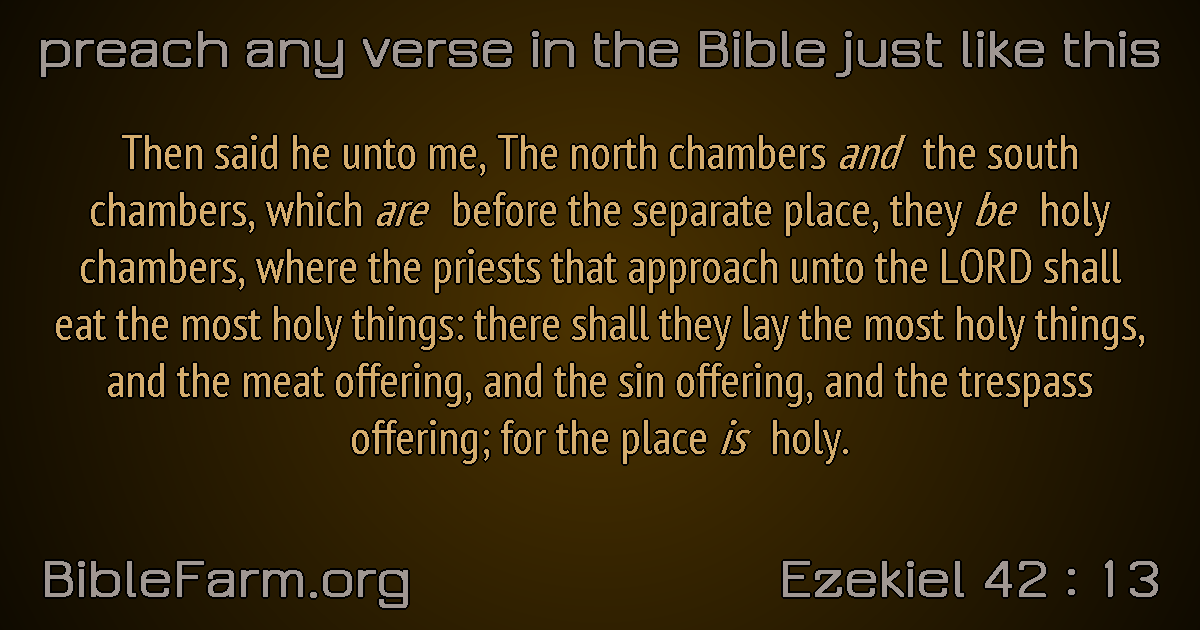 preach any verse in the Bible just like this
Then said he unto me, The north chambers and the south
chambers, which are before the separate place, they be holy
chambers, where the priests that approach unto the LORD shall
eat the most holy things: there shall they lay the most holy things,
and the meat offering, and the sin offering, and the trespass
offering; for the place is holy.
BibleFarm.org
Ezekiel 42 : 13